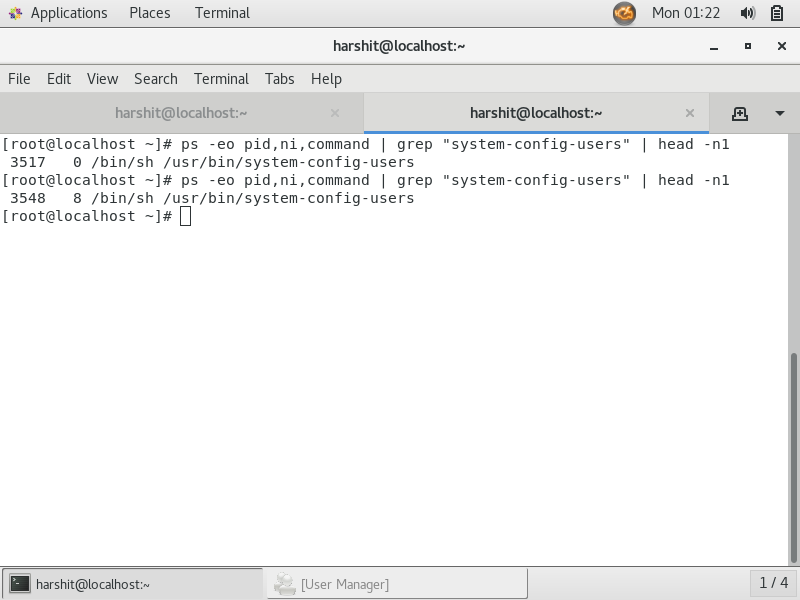 Applications Places Terminal Mon 01:22
harshit@localhost:~
File Edit View Search Terminal Tabs Help
harshit@localhost:~ harshit@localhost:~
[root@localhost ~]# ps -eo pid,ni,command | grep "system-config-users" | head -n1
 3517   0 /bin/sh /usr/bin/system-config-users
[root@localhost ~]# ps -eo pid,ni,command | grep "system-config-users" | head -n1
 3548   8 /bin/sh /usr/bin/system-config-users
[root@localhost ~]#
harshit@localhost:~ [User Manager] 1 / 4